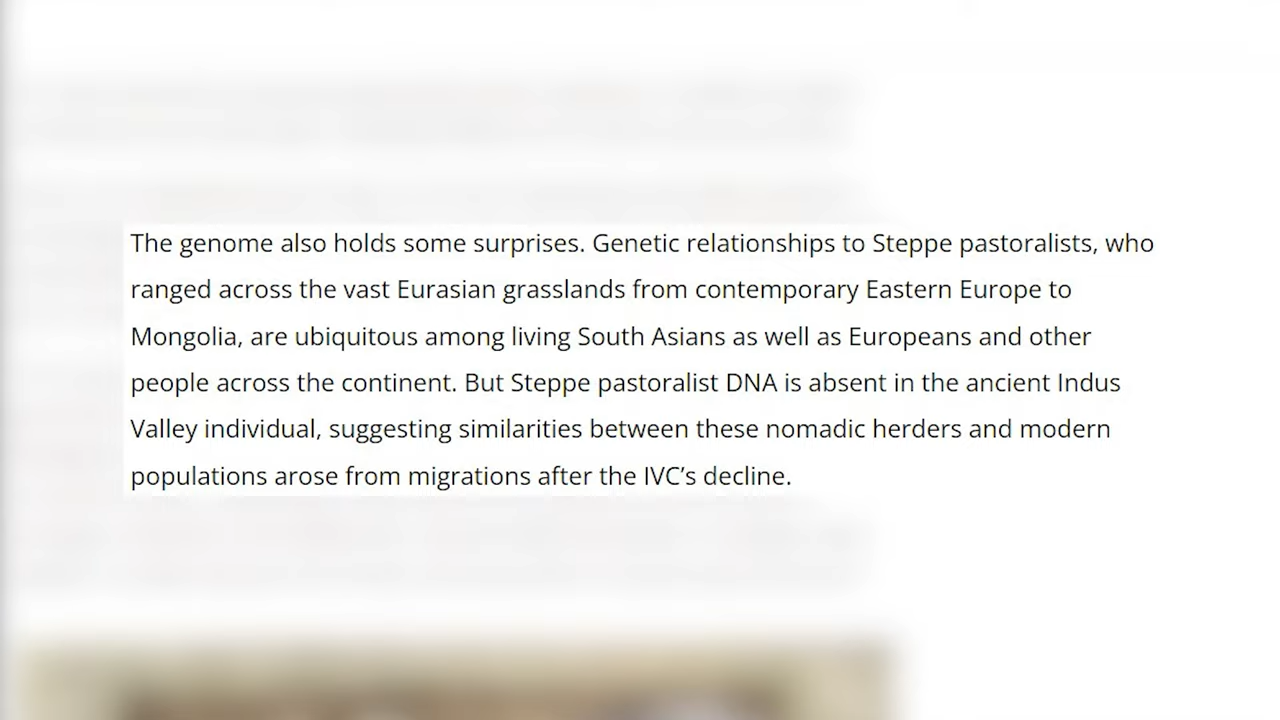 The genome also holds some surprises. Genetic relationships to Steppe pastoralists, who
ranged across the vast Eurasian grasslands from contemporary Eastern Europe to
Mongolia, are ubiquitous among living South Asians as well as Europeans and other
people across the continent. But Steppe pastoralist DNA is absent in the ancient Indus
Valley individual, suggesting similarities between these nomadic herders and modern
populations arose from migrations after the IVC’s decline.